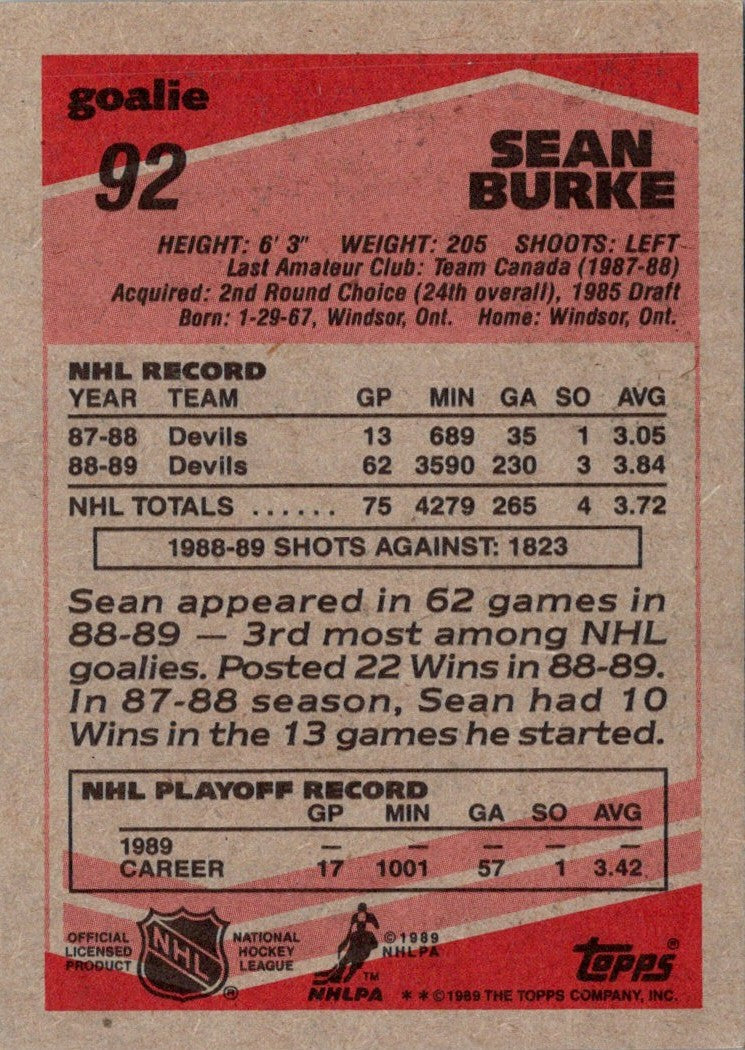 goalie
92
SEAN
BURKE
HEIGHT: 6' 3" WEIGHT: 205 SHOOTS: LEFT
Last Amateur Club: Team Canada (1987-88)
Acquired: 2nd Round Choice (24th overall), 1985 Draft
Born: 1-29-67, Windsor, Ont. Home: Windsor, Ont.
NHL RECORD
YEAR TEAM GP MIN GA SO AVG
87-88 Devils 13 689 35 1 3.05
88-89 Devils 62 3590 230 3 3.84
NHL TOTALS ...... 75 4279 265 4 3.72
1988-89 SHOTS AGAINST: 1823
Sean appeared in 62 games in
88-89 — 3rd most among NHL
goalies. Posted 22 Wins in 88-89.
In 87-88 season, Sean had 10
Wins in the 13 games he started.
NHL PLAYOFF RECORD
GP MIN GA SO AVG
1989 — — — — —
CAREER 17 1001 57 1 3.42
OFFICIAL
LICENSED
PRODUCT
NHL
®
NATIONAL
HOCKEY
LEAGUE
TM
NHLPA
©1989
NHLPA
topps®
* * ©1989 THE TOPPS COMPANY, INC.